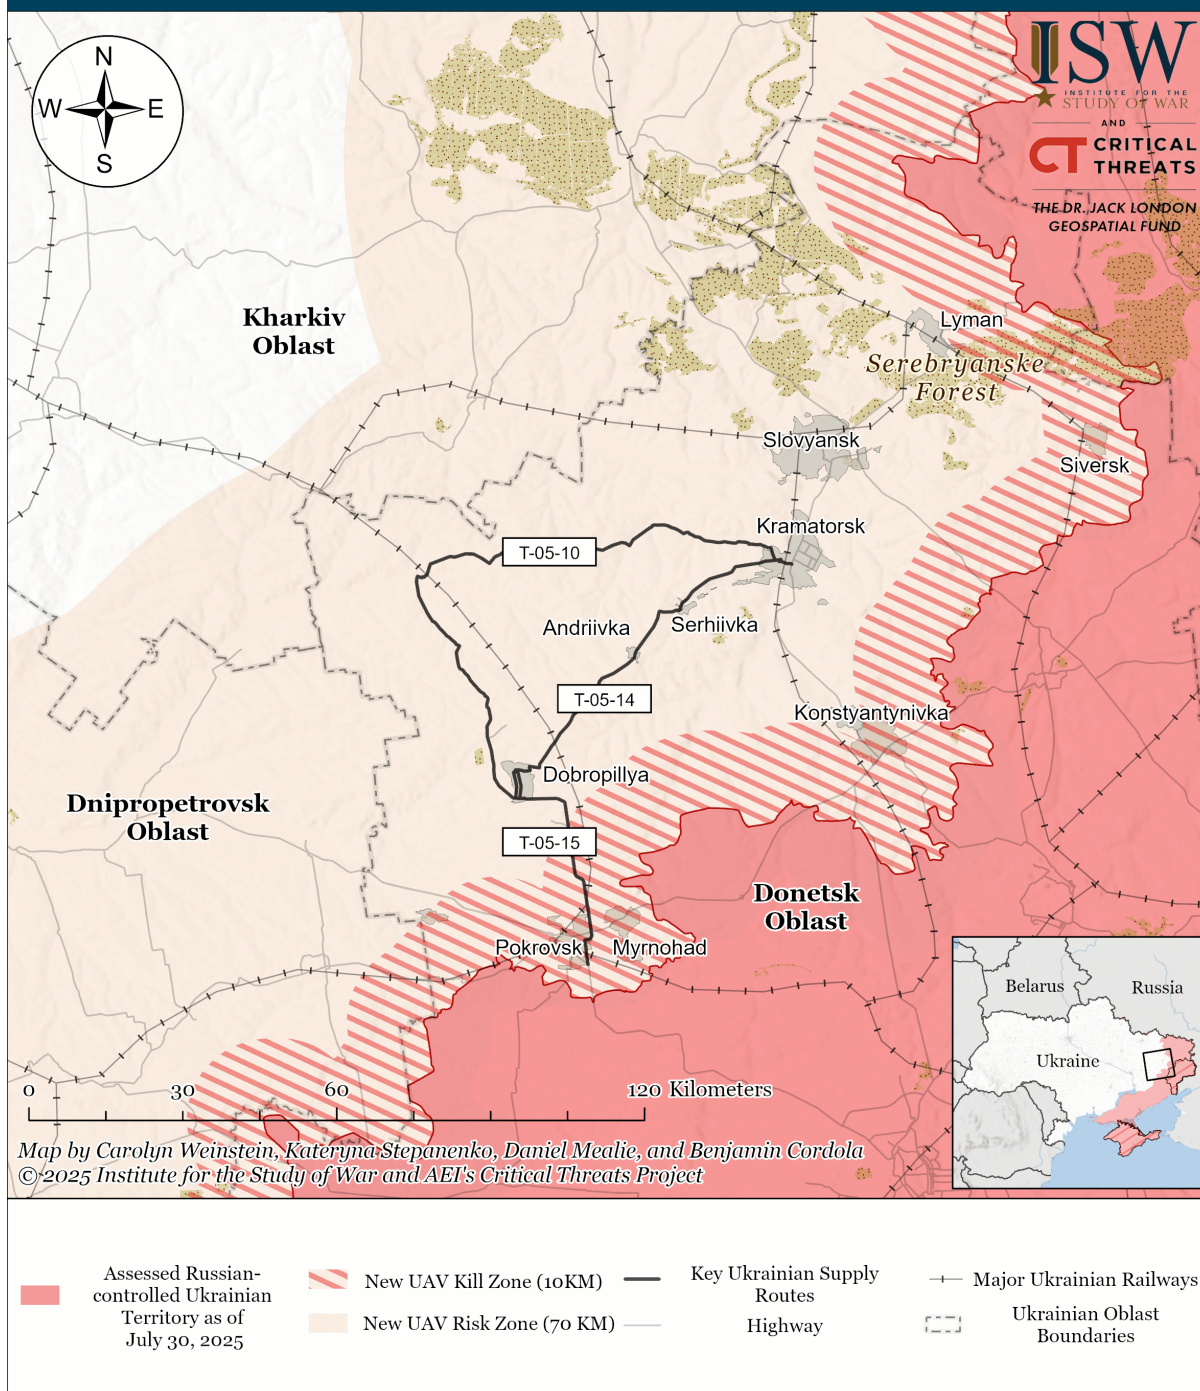 N
W
E
S
ISW
INSTITUTE FOR THE
STUDY OF WAR
AND
CT CRITICAL
THREATS
THE DR. JACK LONDON
GEOSPATIAL FUND
Kharkiv
Oblast
Lyman
Serebryanske
Forest
Slovyansk
Siversk
Kramatorsk
T-05-10
Andriivka
Serhiivka
T-05-14
Konstyantynivka
Dobropillya
Dnipropetrovsk
Oblast
T-05-15
Donetsk
Oblast
Pokrovsk
Myrnohad
Belarus
Russia
Ukraine
0
30
60
120 Kilometers
Map by Carolyn Weinstein, Kateryna Stepanenko, Daniel Mealie, and Benjamin Cordola
© 2025 Institute for the Study of War and AEI's Critical Threats Project
Assessed Russian-
controlled Ukrainian
Territory as of
July 30, 2025
New UAV Kill Zone (10KM)
New UAV Risk Zone (70 KM)
Key Ukrainian Supply
Routes
Highway
Major Ukrainian Railways
Ukrainian Oblast
Boundaries